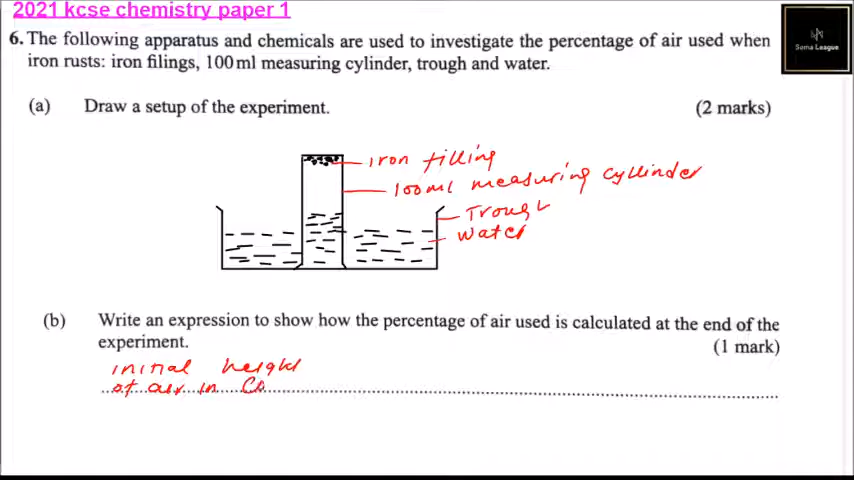 2021 kcse chemistry paper 1
6. The following apparatus and chemicals are used to investigate the percentage of air used when
iron rusts: iron filings, 100 ml measuring cylinder, trough and water.
Soma League
(a) Draw a setup of the experiment. (2 marks)
iron filling
100ml measuring cyllinder
Trough
water
(b) Write an expression to show how the percentage of air used is calculated at the end of the
experiment. (1 mark)
initial height
of air in